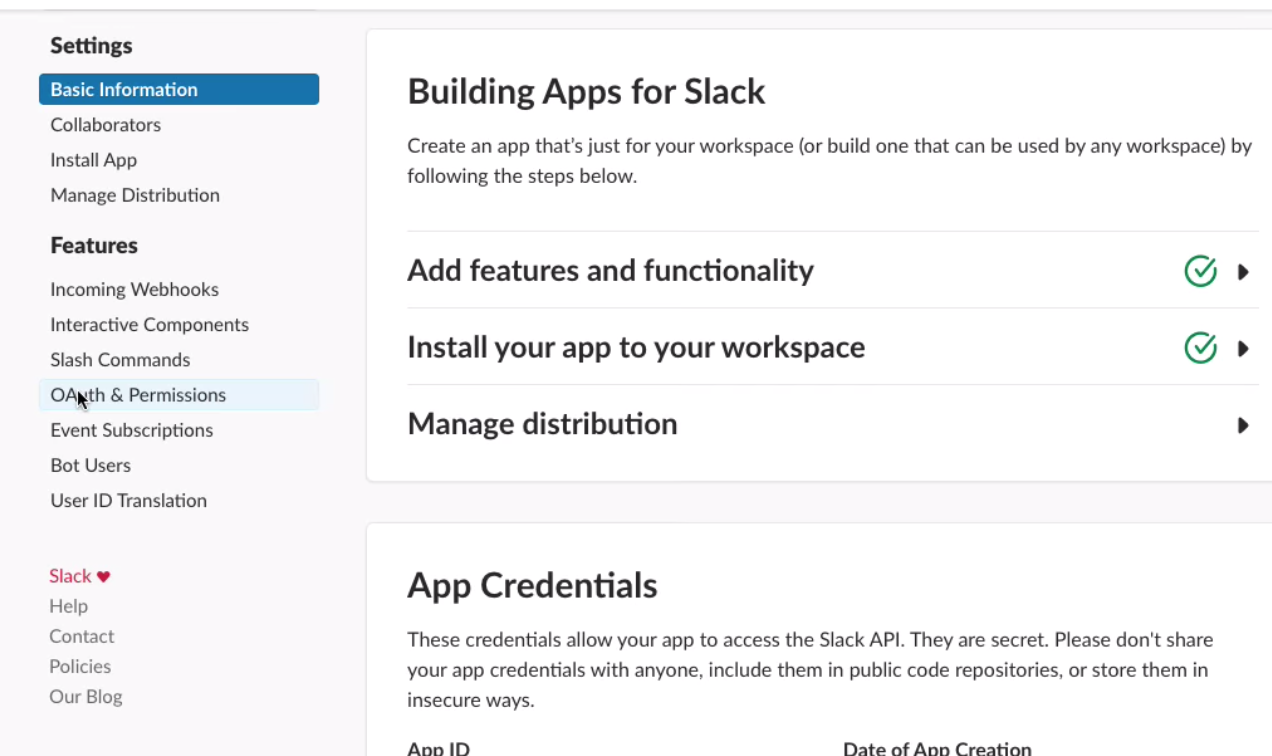 Settings
Basic Information
Collaborators
Install App
Manage Distribution
Features
Incoming Webhooks
Interactive Components
Slash Commands
OAuth & Permissions
Event Subscriptions
Bot Users
User ID Translation
Slack ♥
Help
Contact
Policies
Our Blog
Building Apps for Slack
Create an app that's just for your workspace (or build one that can be used by any workspace) by
following the steps below.
Add features and functionality
Install your app to your workspace
Manage distribution
App Credentials
These credentials allow your app to access the Slack API. They are secret. Please don't share
your app credentials with anyone, include them in public code repositories, or store them in
insecure ways.
App ID
Date of App Creation